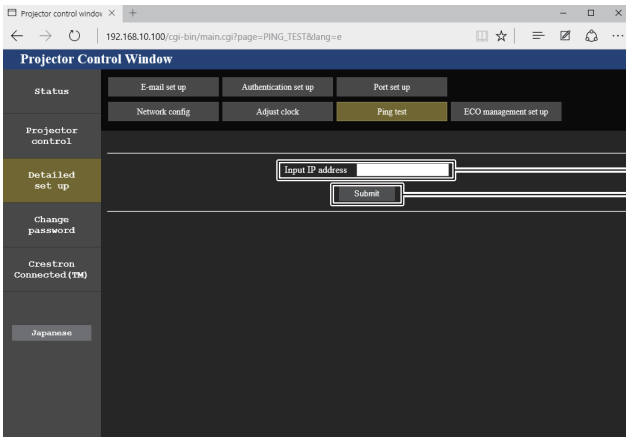 Projector control window
192.168.10.100/cgi-bin/main.cgi?page=PING_TEST&lang=e
Projector Control Window
Status
E-mail set up
Authentication set up
Port set up
Network config
Adjust clock
Ping test
ECO management set up
Projector
control
Detailed
set up
Input IP address
Submit
Change
password
Crestron
Connected(TM)
Japanese